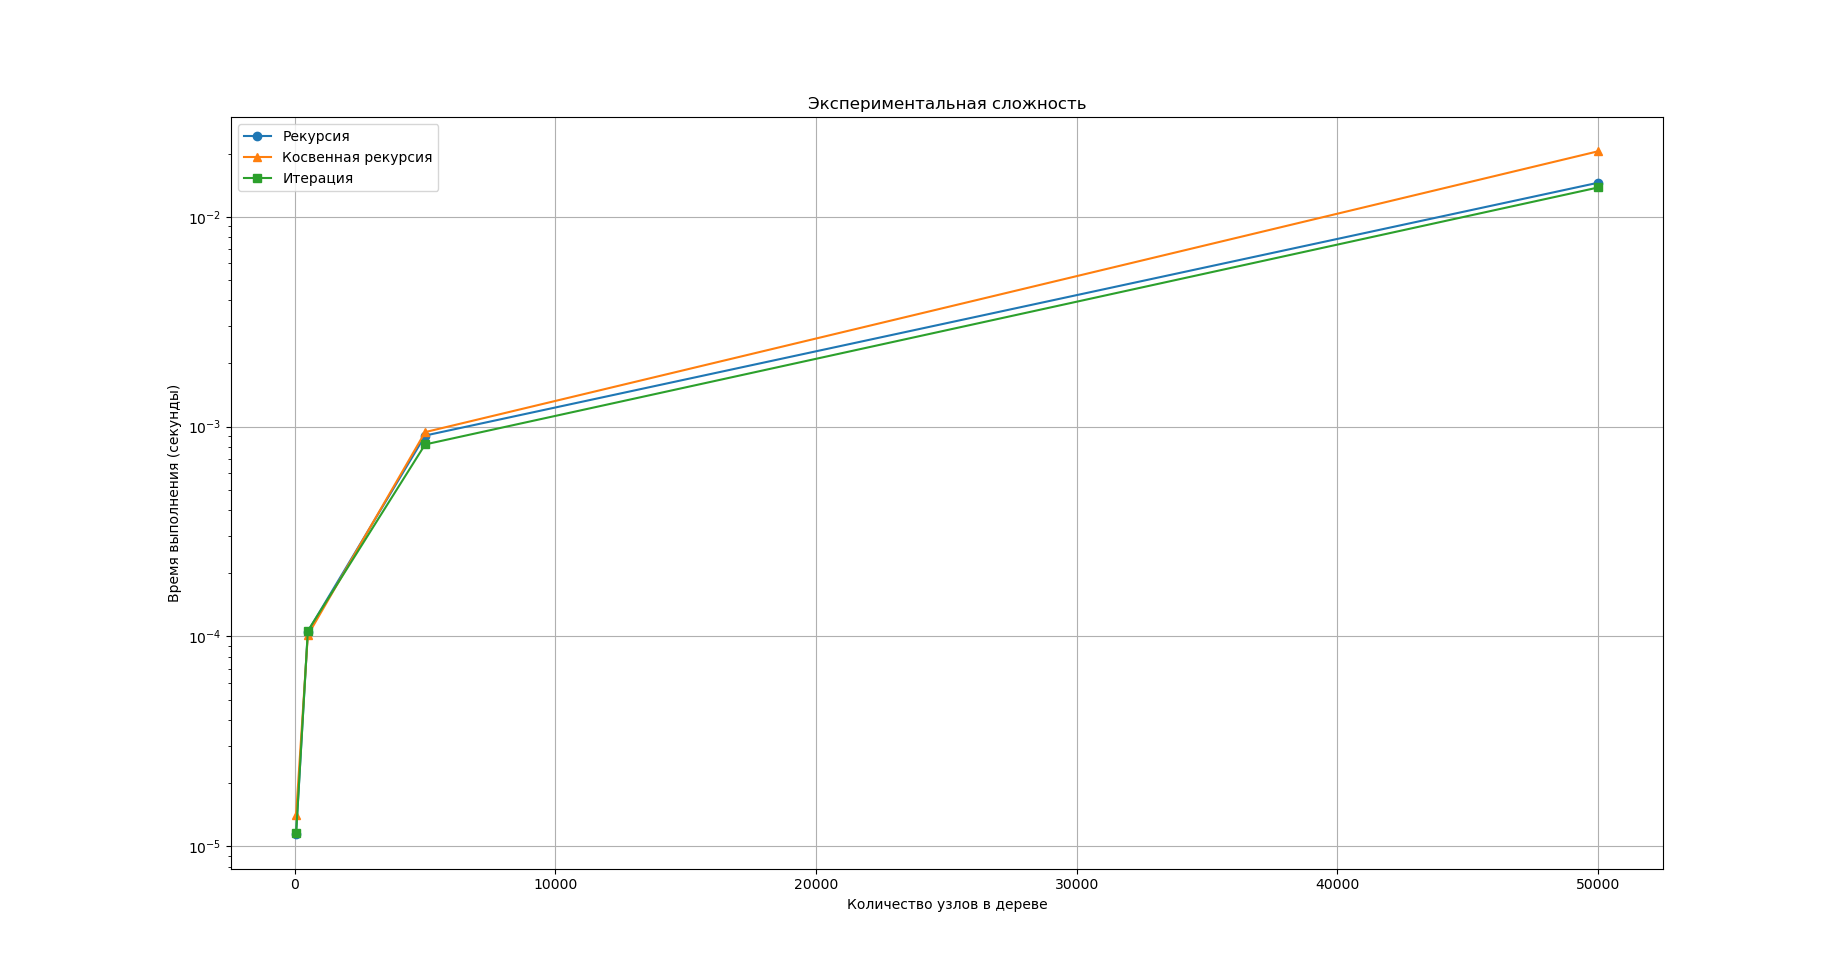 Экспериментальная сложность
Рекурсия
Косвенная рекурсия
Итерация
Время выполнения (секунды)
10⁻²
10⁻³
10⁻⁴
10⁻⁵
0 10000 20000 30000 40000 50000
Количество узлов в дереве